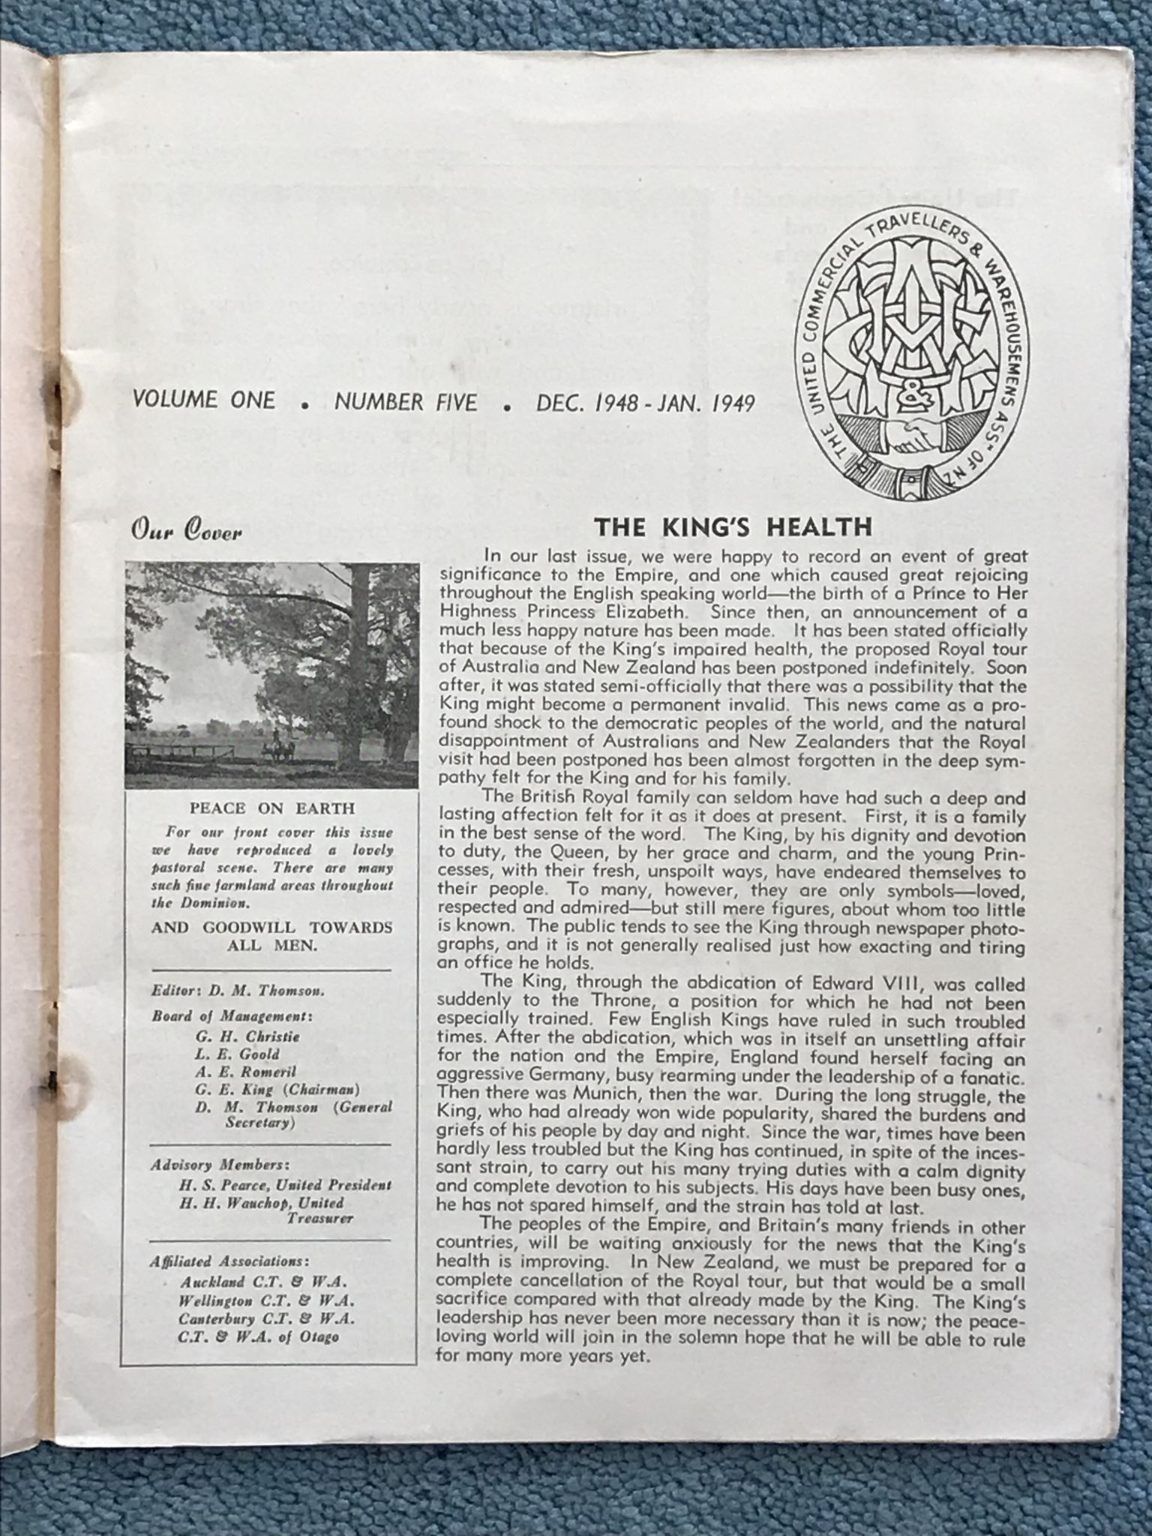 THE UNITED COMMERCIAL TRAVELLERS & WAREHOUSEMENS ASSN OF NZ
VOLUME ONE . NUMBER FIVE . DEC. 1948 - JAN. 1949
Our Cover
PEACE ON EARTH
For our front cover this issue
we have reproduced a lovely
pastoral scene. There are many
such fine farmland areas throughout
the Dominion.
AND GOODWILL TOWARDS
ALL MEN.
Editor: D. M. Thomson.
Board of Management:
G. H. Christie
L. E. Goold
A. E. Romeril
G. E. King (Chairman)
D. M. Thomson (General
Secretary)
Advisory Members:
H. S. Pearce, United President
H. H. Wauchop, United
Treasurer
Affiliated Associations:
Auckland C.T. & W.A.
Wellington C.T. & W.A.
Canterbury C.T. & W.A.
C.T. & W.A. of Otago
THE KING'S HEALTH
In our last issue, we were happy to record an event of great
significance to the Empire, and one which caused great rejoicing
throughout the English speaking world—the birth of a Prince to Her
Highness Princess Elizabeth. Since then, an announcement of a
much less happy nature has been made. It has been stated officially
that because of the King's impaired health, the proposed Royal tour
of Australia and New Zealand has been postponed indefinitely. Soon
after, it was stated semi-officially that there was a possibility that the
King might become a permanent invalid. This news came as a pro-
found shock to the democratic peoples of the world, and the natural
disappointment of Australians and New Zealanders that the Royal
visit had been postponed has been almost forgotten in the deep sym-
pathy felt for the King and for his family.
The British Royal family can seldom have had such a deep and
lasting affection felt for it as it does at present. First, it is a family
in the best sense of the word. The King, by his dignity and devotion
to duty, the Queen, by her grace and charm, and the young Prin-
cesses, with their fresh, unspoilt ways, have endeared themselves to
their people. To many, however, they are only symbols—loved,
respected and admired—but still mere figures, about whom too little
is known. The public tends to see the King through newspaper photo-
graphs, and it is not generally realised just how exacting and tiring
an office he holds.
The King, through the abdication of Edward VIII, was called
suddenly to the Throne, a position for which he had not been
especially trained. Few English Kings have ruled in such troubled
times. After the abdication, which was in itself an unsettling affair
for the nation and the Empire, England found herself facing an
aggressive Germany, busy rearming under the leadership of a fanatic.
Then there was Munich, then the war. During the long struggle, the
King, who had already won wide popularity, shared the burdens and
griefs of his people by day and night. Since the war, times have been
hardly less troubled but the King has continued, in spite of the inces-
sant strain, to carry out his many trying duties with a calm dignity
and complete devotion to his subjects. His days have been busy ones,
he has not spared himself, and the strain has told at last.
The peoples of the Empire, and Britain's many friends in other
countries, will be waiting anxiously for the news that the King's
health is improving. In New Zealand, we must be prepared for a
complete cancellation of the Royal tour, but that would be a small
sacrifice compared with that already made by the King. The King's
leadership has never been more necessary than it is now; the peace-
loving world will join in the solemn hope that he will be able to rule
for many more years yet.